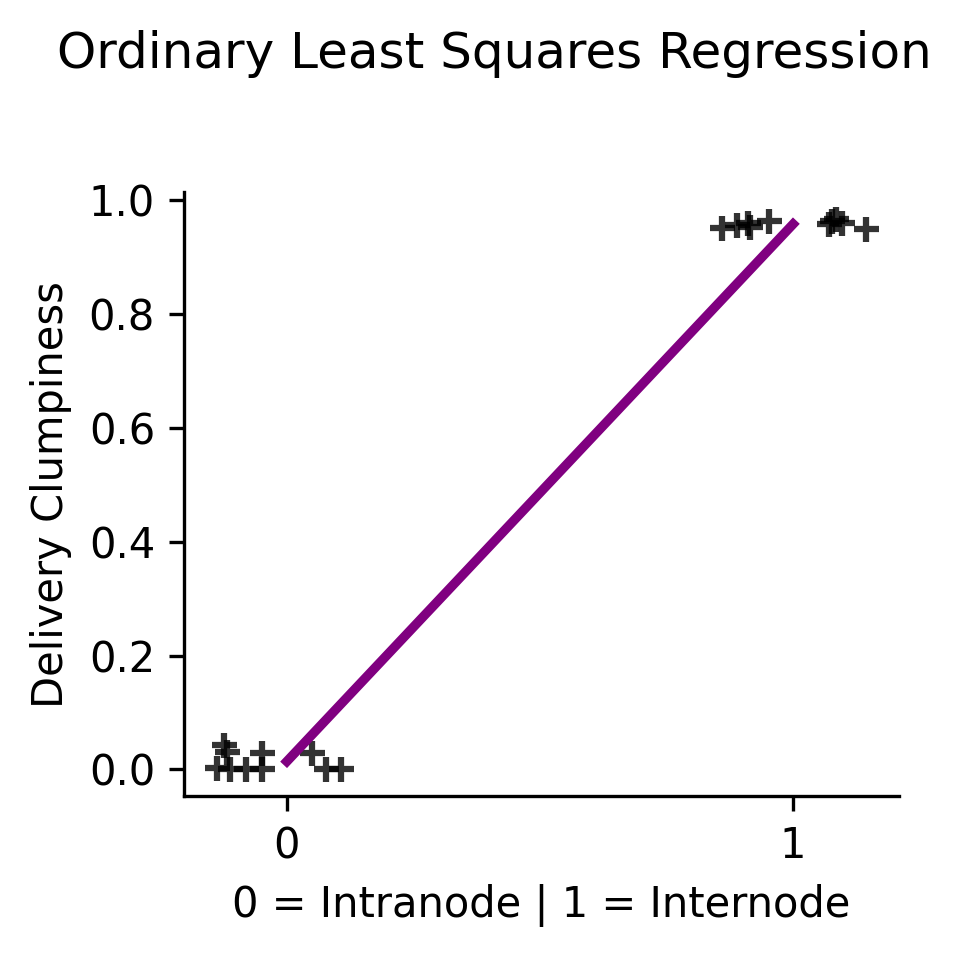 Ordinary Least Squares Regression
1.0
0.8
0.6
0.4
0.2
0.0
Delivery Clumpiness
0
1
0 = Intranode | 1 = Internode